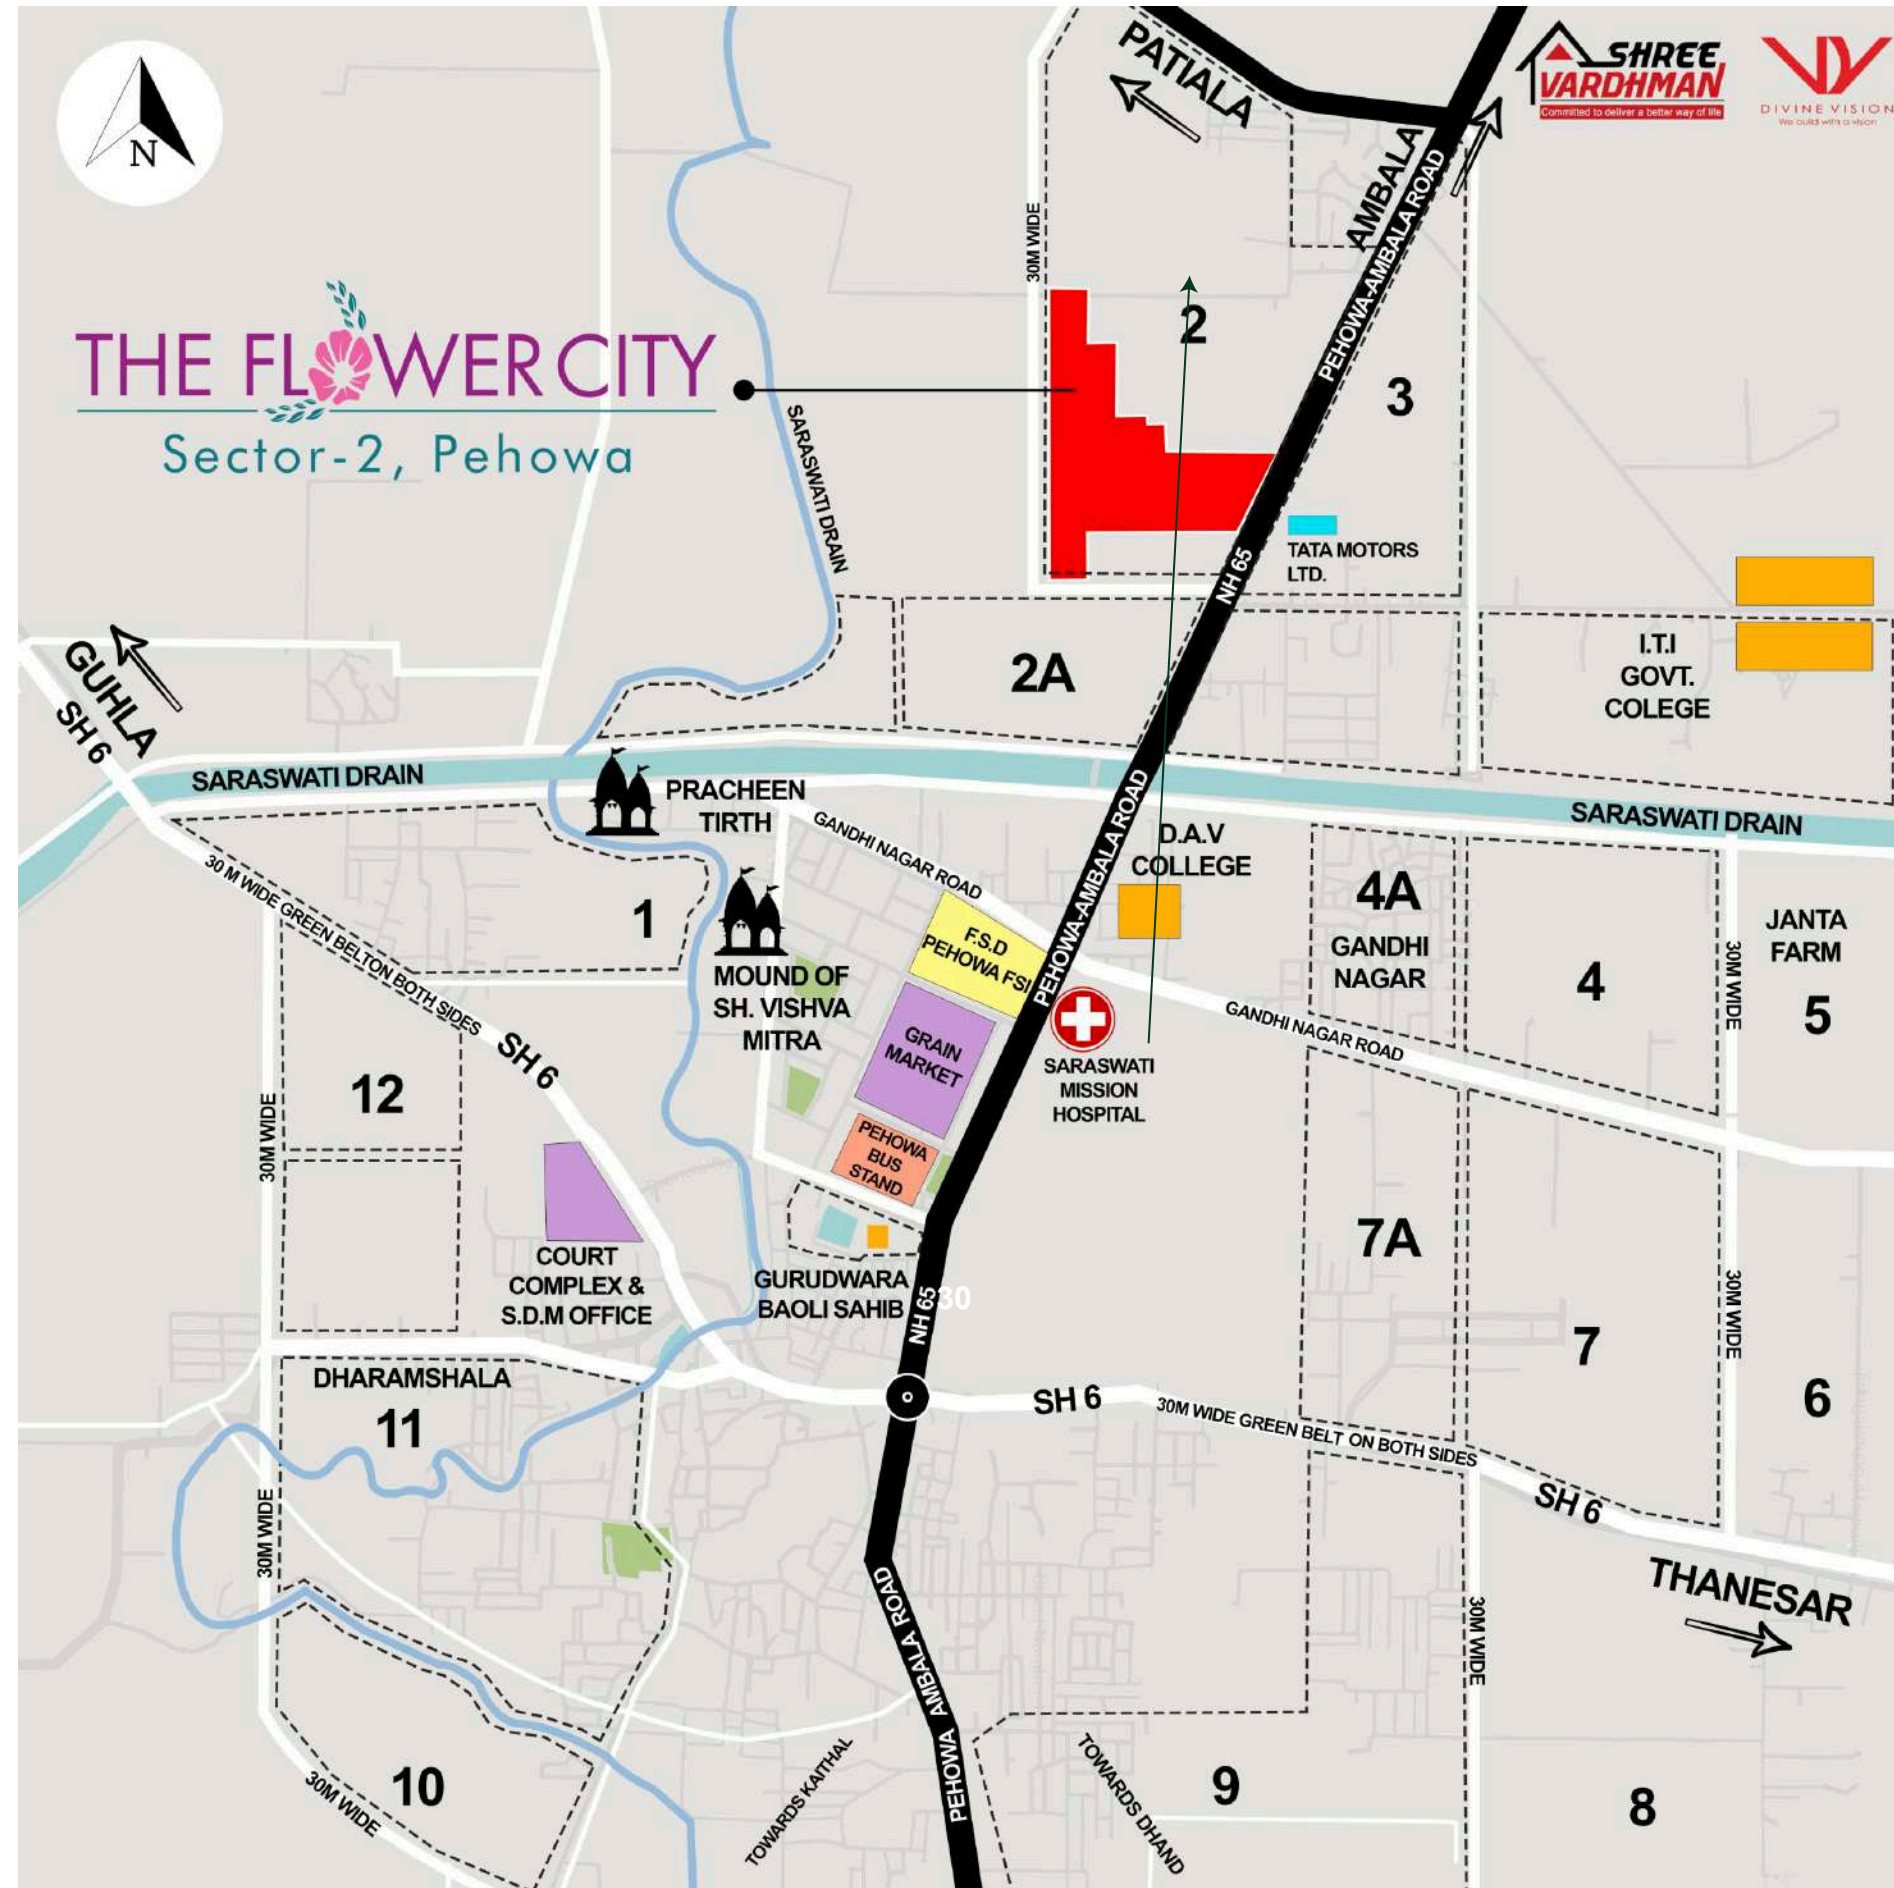 N
PATIALA
AMBALA
SHREE
VARDHMAN
Committed to deliver a better way of life
DIVINE VISION
We build with a vision
30M WIDE
PEHOWA-AMBALA ROAD
THE FLOWER CITY
Sector-2, Pehowa
2
3
SARASWATI DRAIN
TATA MOTORS
LTD.
NH 65
GUHLA
SH 6
2A
I.T.I
GOVT.
COLEGE
SARASWATI DRAIN
PRACHEEN
TIRTH
GANDHI NAGAR ROAD
PEHOWA-AMBALA ROAD
D.A.V
COLLEGE
SARASWATI DRAIN
30 M WIDE GREEN BELTON BOTH SIDES
1
4A
GANDHI
NAGAR
4
30M WIDE
JANTA
FARM
5
F.S.D
PEHOWA FSI
MOUND OF
SH. VISHVA
MITRA
GRAIN
MARKET
GANDHI NAGAR ROAD
SARASWATI
MISSION
HOSPITAL
SH 6
12
30M WIDE
PEHOWA
BUS
STAND
COURT
COMPLEX &
S.D.M OFFICE
GURUDWARA
BAOLI SAHIB
NH 65
30
7A
7
30M WIDE
6
DHARAMSHALA
11
SH 6
30M WIDE GREEN BELT ON BOTH SIDES
SH 6
30M WIDE
THANESAR
30M WIDE
PEHOWA AMBALA ROAD
10
30M WIDE
TOWARDS KAITHAL
TOWARDS DHAND
9
8